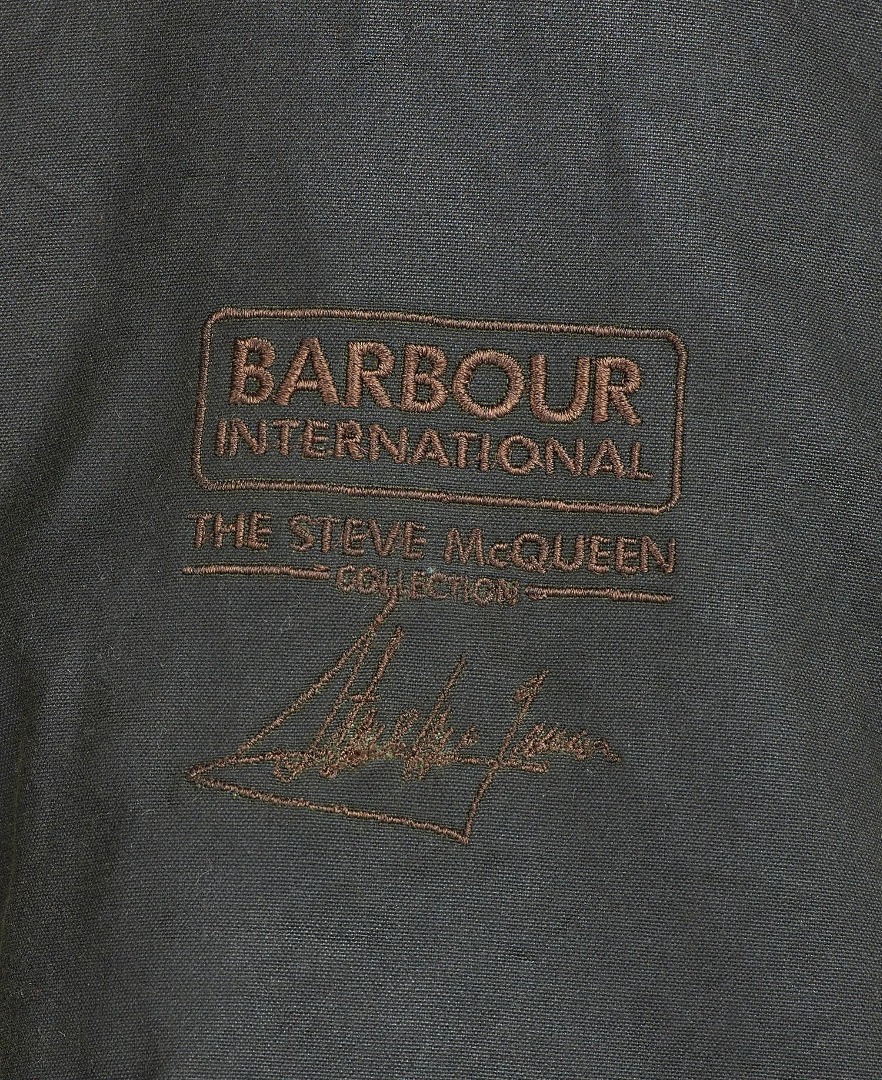 BARBOUR
INTERNATIONAL
THE STEVE McQUEEN
COLLECTION